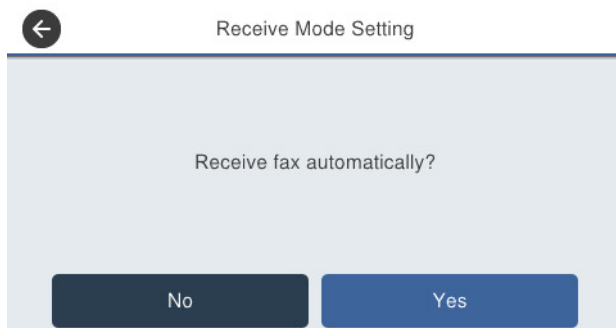 Receive Mode Setting
Receive fax automatically?
No
Yes